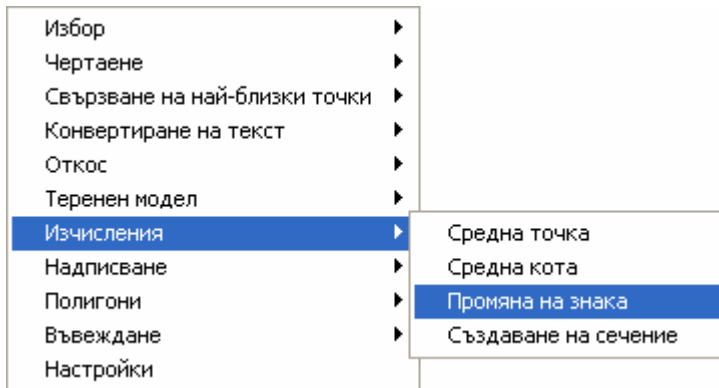 Избор
Чертаене
Свързване на най-близки точки
Конвертиране на текст
Откос
Теренен модел
Изчисления
Надписване
Полигони
Въвеждане
Настройки
Средна точка
Средна кота
Промяна на знака
Създаване на сечение